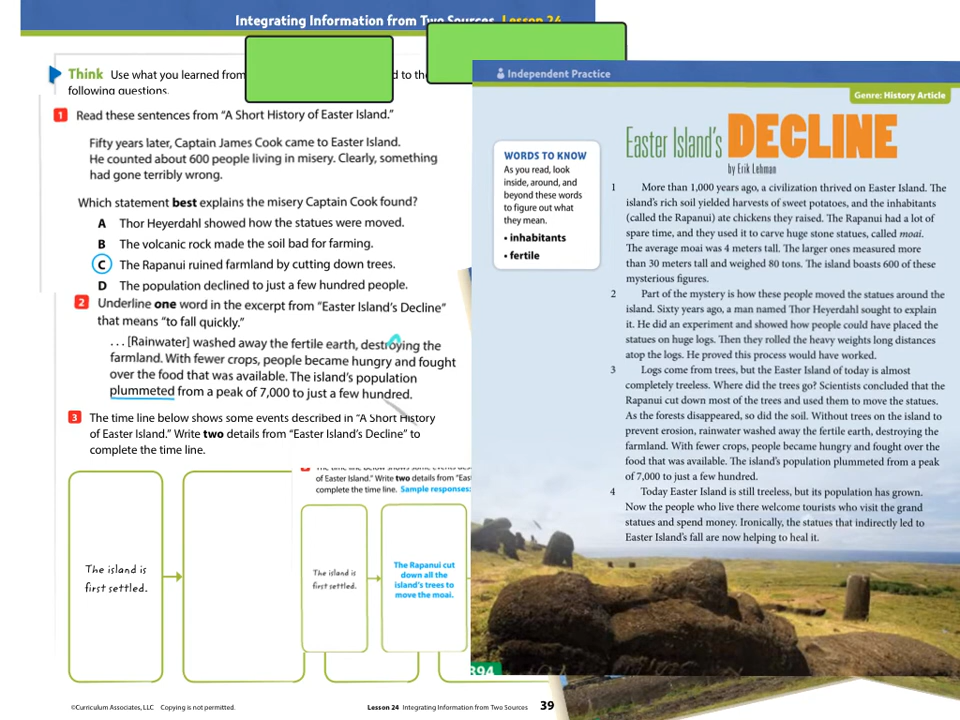 Integrating Information from Two Sources Lesson 24
Think Use what you learned from
d to the
following questions.
1 Read these sentences from "A Short History of Easter Island."
Fifty years later, Captain James Cook came to Easter Island.
He counted about 600 people living in misery. Clearly, something
had gone terribly wrong.
Which statement best explains the misery Captain Cook found?
A Thor Heyerdahl showed how the statues were moved.
B The volcanic rock made the soil bad for farming.
C The Rapanui ruined farmland by cutting down trees.
D The population declined to just a few hundred people.
2 Underline one word in the excerpt from "Easter Island's Decline"
that means "to fall quickly."
. . . [Rainwater] washed away the fertile earth, destroying the
farmland. With fewer crops, people became hungry and fought
over the food that was available. The island's population
plummeted from a peak of 7,000 to just a few hundred.
3 The time line below shows some events described in "A Short History
of Easter Island." Write two details from "Easter Island's Decline" to
complete the time line.
The island is
first settled.
of Easter Island." Write two details from "East
complete the time line. Sample responses:
The island is
first settled.
The Rapanui cut
down all the
island's trees to
move the moai.
©Curriculum Associates, LLC Copying is not permitted.
Lesson 24 Integrating Information from Two Sources 39
Independent Practice
Genre: History Article
Easter Island's DECLINE
by Erik Lehman
WORDS TO KNOW
As you read, look
inside, around, and
beyond these words
to figure out what
they mean.
• inhabitants
• fertile
1 More than 1,000 years ago, a civilization thrived on Easter Island. The
island's rich soil yielded harvests of sweet potatoes, and the inhabitants
(called the Rapanui) ate chickens they raised. The Rapanui had a lot of
spare time, and they used it to carve huge stone statues, called moai.
The average moai was 4 meters tall. The larger ones measured more
than 30 meters tall and weighed 80 tons. The island boasts 600 of these
mysterious figures.
2 Part of the mystery is how these people moved the statues around the
island. Sixty years ago, a man named Thor Heyerdahl sought to explain
it. He did an experiment and showed how people could have placed the
statues on huge logs. Then they rolled the heavy weights long distances
atop the logs. He proved this process would have worked.
3 Logs come from trees, but the Easter Island of today is almost
completely treeless. Where did the trees go? Scientists concluded that the
Rapanui cut down most of the trees and used them to move the statues.
As the forests disappeared, so did the soil. Without trees on the island to
prevent erosion, rainwater washed away the fertile earth, destroying the
farmland. With fewer crops, people became hungry and fought over the
food that was available. The island's population plummeted from a peak
of 7,000 to just a few hundred.
4 Today Easter Island is still treeless, but its population has grown.
Now the people who live there welcome tourists who visit the grand
statues and spend money. Ironically, the statues that indirectly led to
Easter Island's fall are now helping to heal it.
394